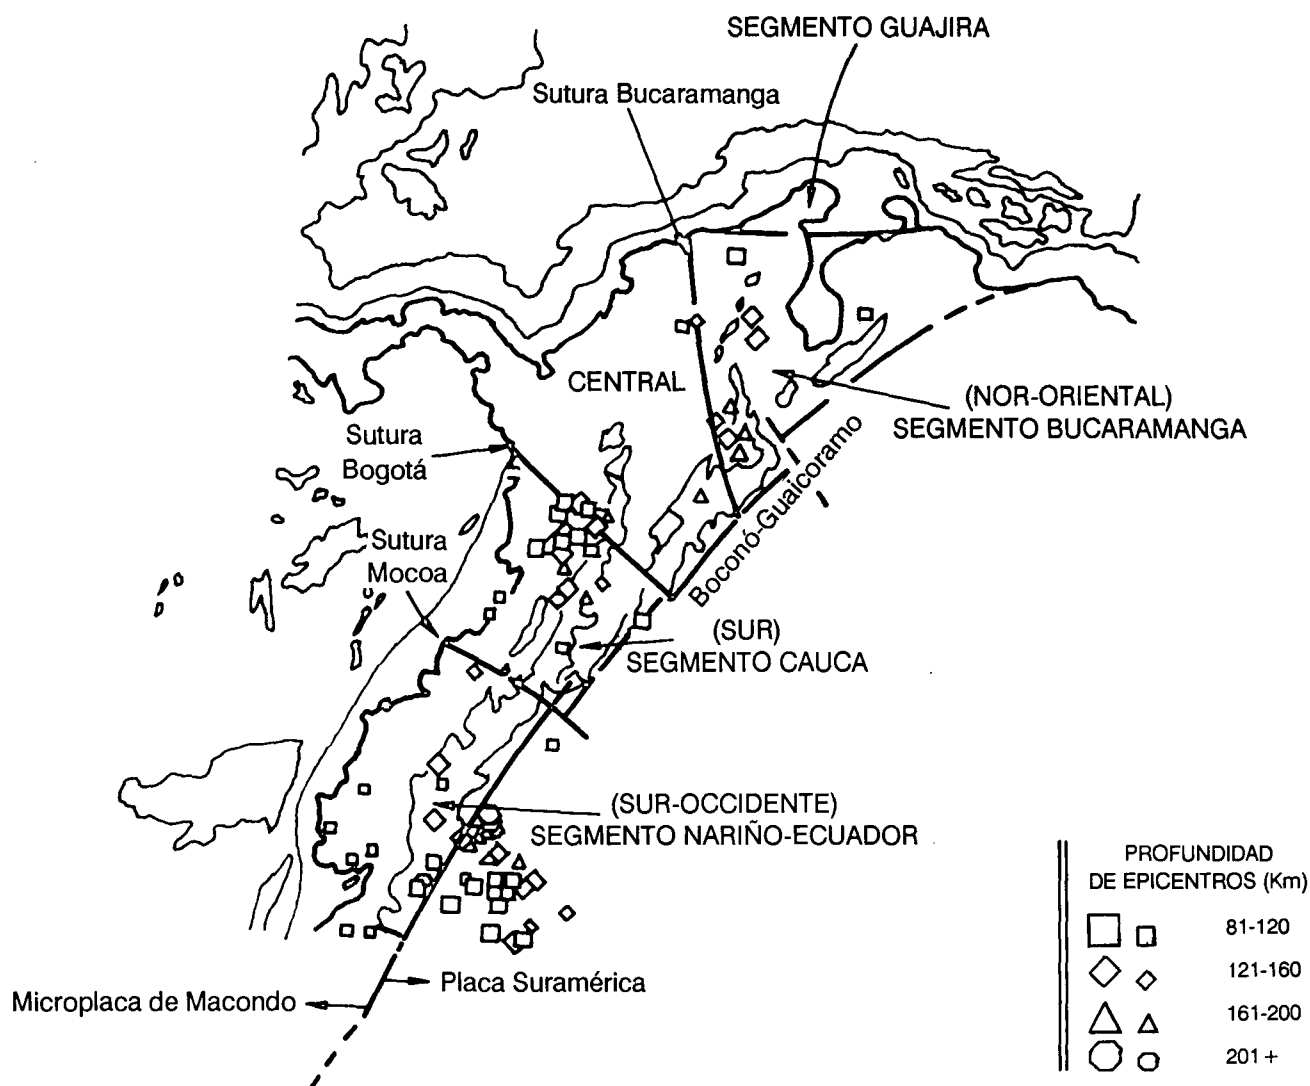 SEGMENTO GUAJIRA
Sutura Bucaramanga
CENTRAL
(NOR-ORIENTAL)
SEGMENTO BUCARAMANGA
Sutura
Bogotá
Boconó-Guaicoramo
Sutura
Mocoa
(SUR)
SEGMENTO CAUCA
(SUR-OCCIDENTE)
SEGMENTO NARIÑO-ECUADOR
Placa Suramérica
Microplaca de Macondo
PROFUNDIDAD
DE EPICENTROS (Km)
81-120
121-160
161-200
201 +